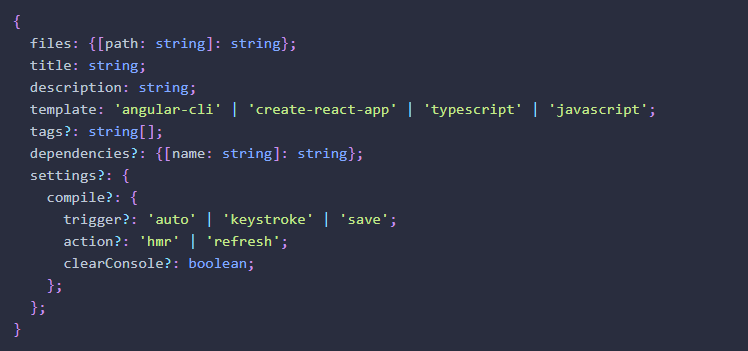 {
  files: {[path: string]: string};
  title: string;
  description: string;
  template: 'angular-cli' | 'create-react-app' | 'typescript' | 'javascript';
  tags?: string[];
  dependencies?: {[name: string]: string};
  settings?: {
    compile?: {
      trigger?: 'auto' | 'keystroke' | 'save';
      action?: 'hmr' | 'refresh';
      clearConsole?: boolean;
    };
  };
}